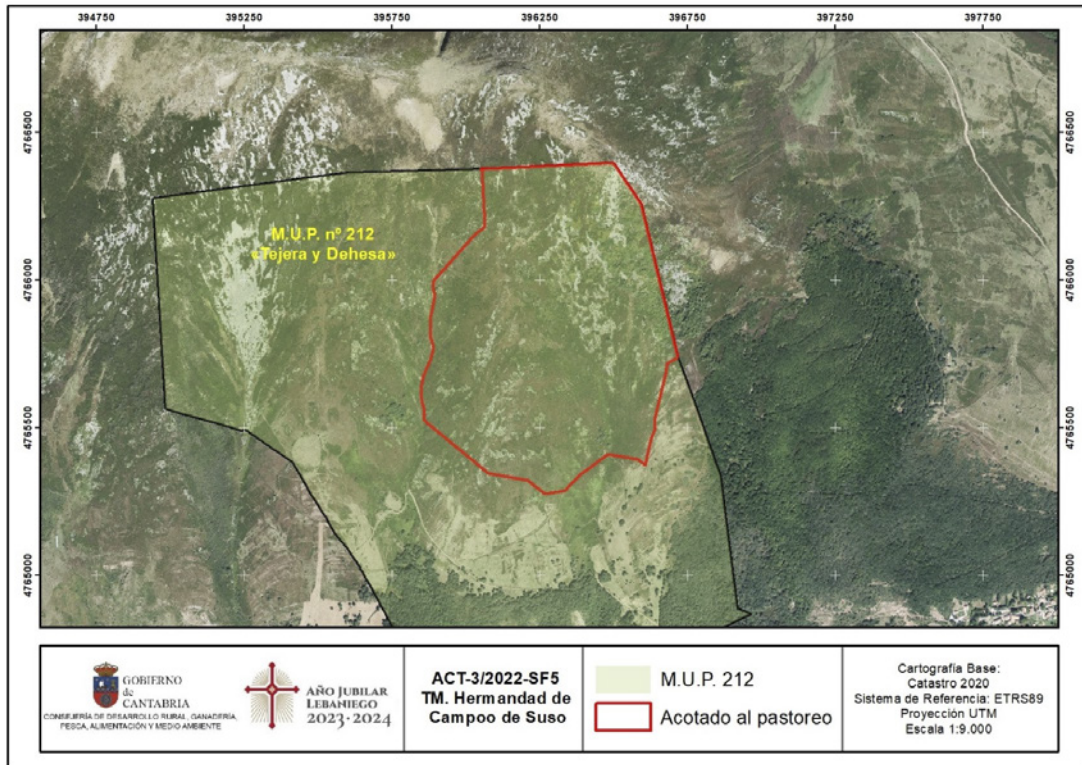 394750 395250 395750 396250 396750 397250 397750
4766500 4766500
M.U.P. nº 212
«Tejera y Dehesa»
4766000 4766000
4765500 4765500
4765000 4765000
GOBIERNO
de
CANTABRIA
CONSEJERÍA DE DESARROLLO RURAL, GANADERÍA,
PESCA, ALIMENTACIÓN Y MEDIO AMBIENTE
AÑO JUBILAR
LEBANIEGO
2023·2024
ACT-3/2022-SF5
TM. Hermandad de
Campoo de Suso
M.U.P. 212
Acotado al pastoreo
Cartografía Base:
Catastro 2020
Sistema de Referencia: ETRS89
Proyección UTM
Escala 1:9.000